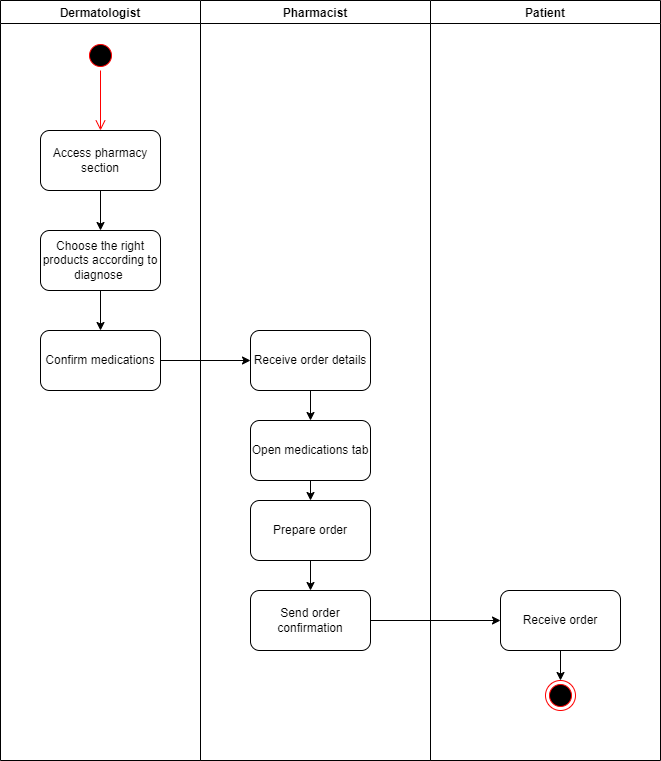 Dermatologist
Pharmacist
Patient
Access pharmacy
section
Choose the right
products according to
diagnose
Confirm medications
Receive order details
Open medications tab
Prepare order
Send order
confirmation
Receive order